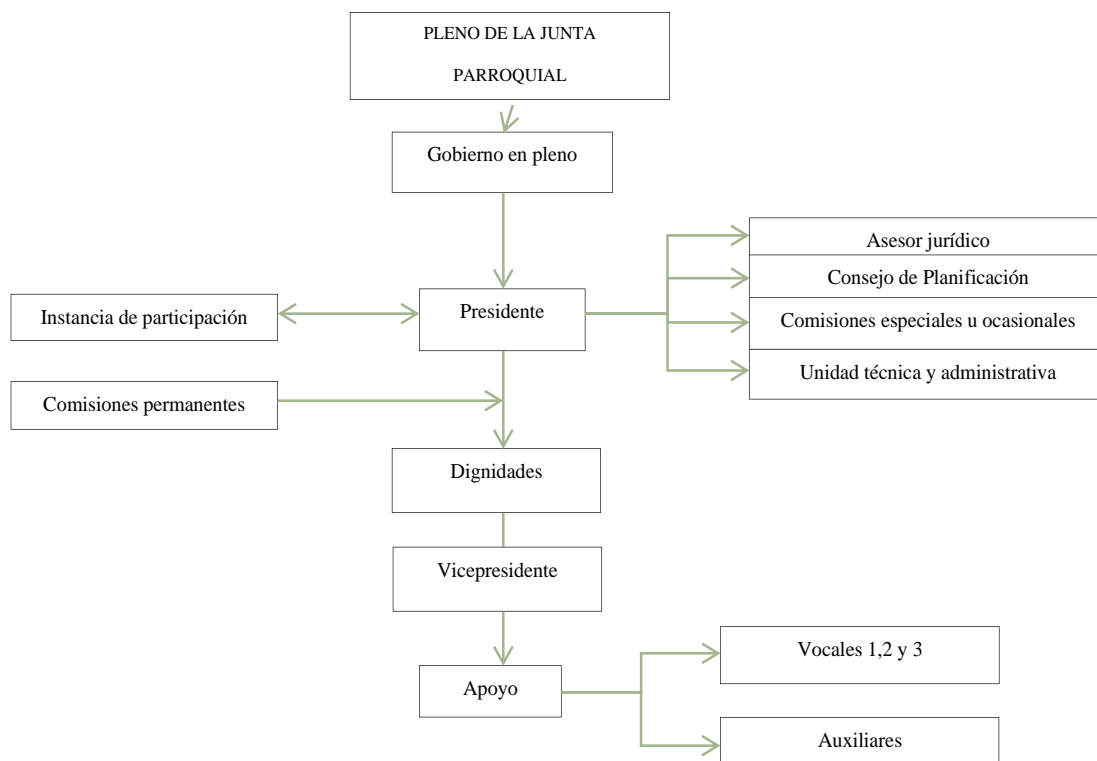 PLENO DE LA JUNTA
PARROQUIAL
Gobierno en pleno
Asesor jurídico
Consejo de Planificación
Instancia de participación
Presidente
Comisiones especiales u ocasionales
Unidad técnica y administrativa
Comisiones permanentes
Dignidades
Vicepresidente
Vocales 1,2 y 3
Apoyo
Auxiliares